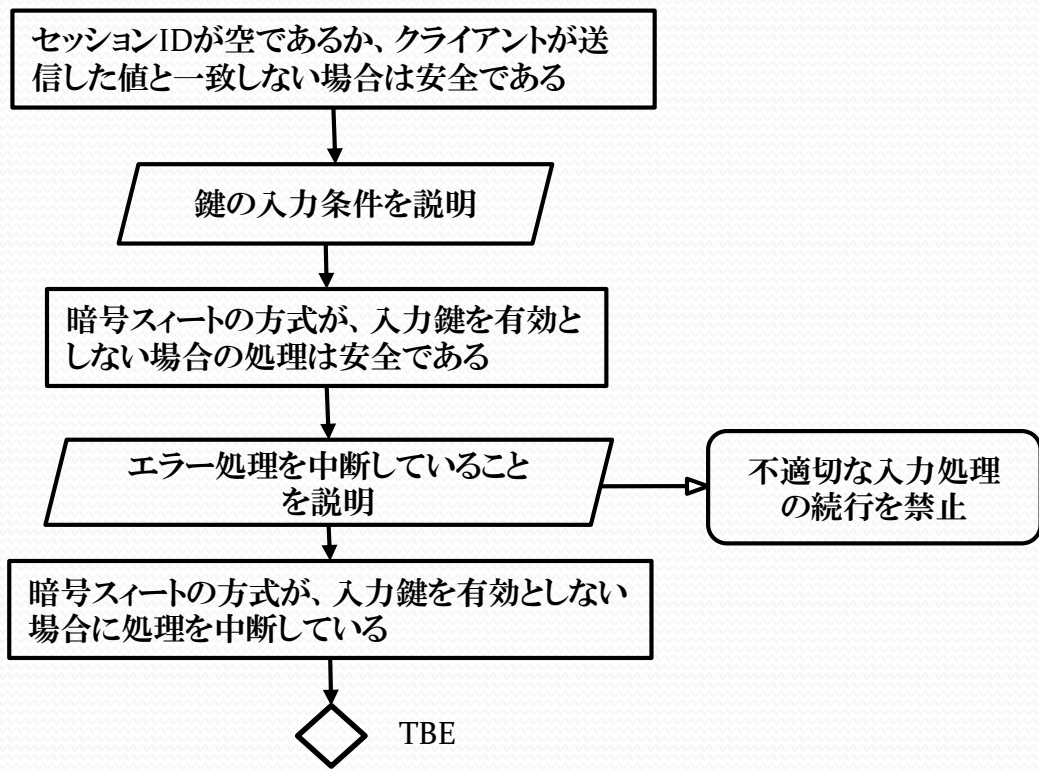 セッションIDが空であるか、クライアントが送
信した値と一致しない場合は安全である
鍵の入力条件を説明
暗号スィートの方式が、入力鍵を有効と
しない場合の処理は安全である
エラー処理を中断していること
を説明
不適切な入力処理
の続行を禁止
暗号スィートの方式が、入力鍵を有効としない
場合に処理を中断している
TBE